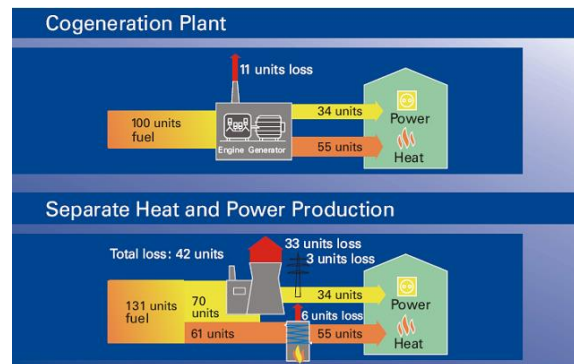 Cogeneration Plant
11 units loss
100 units
fuel
34 units
Power
Engine Generator
55 units
Heat
Separate Heat and Power Production
Total loss: 42 units
33 units loss
3 units loss
131 units
fuel
70
units
34 units
Power
6 units loss
61 units
55 units
Heat